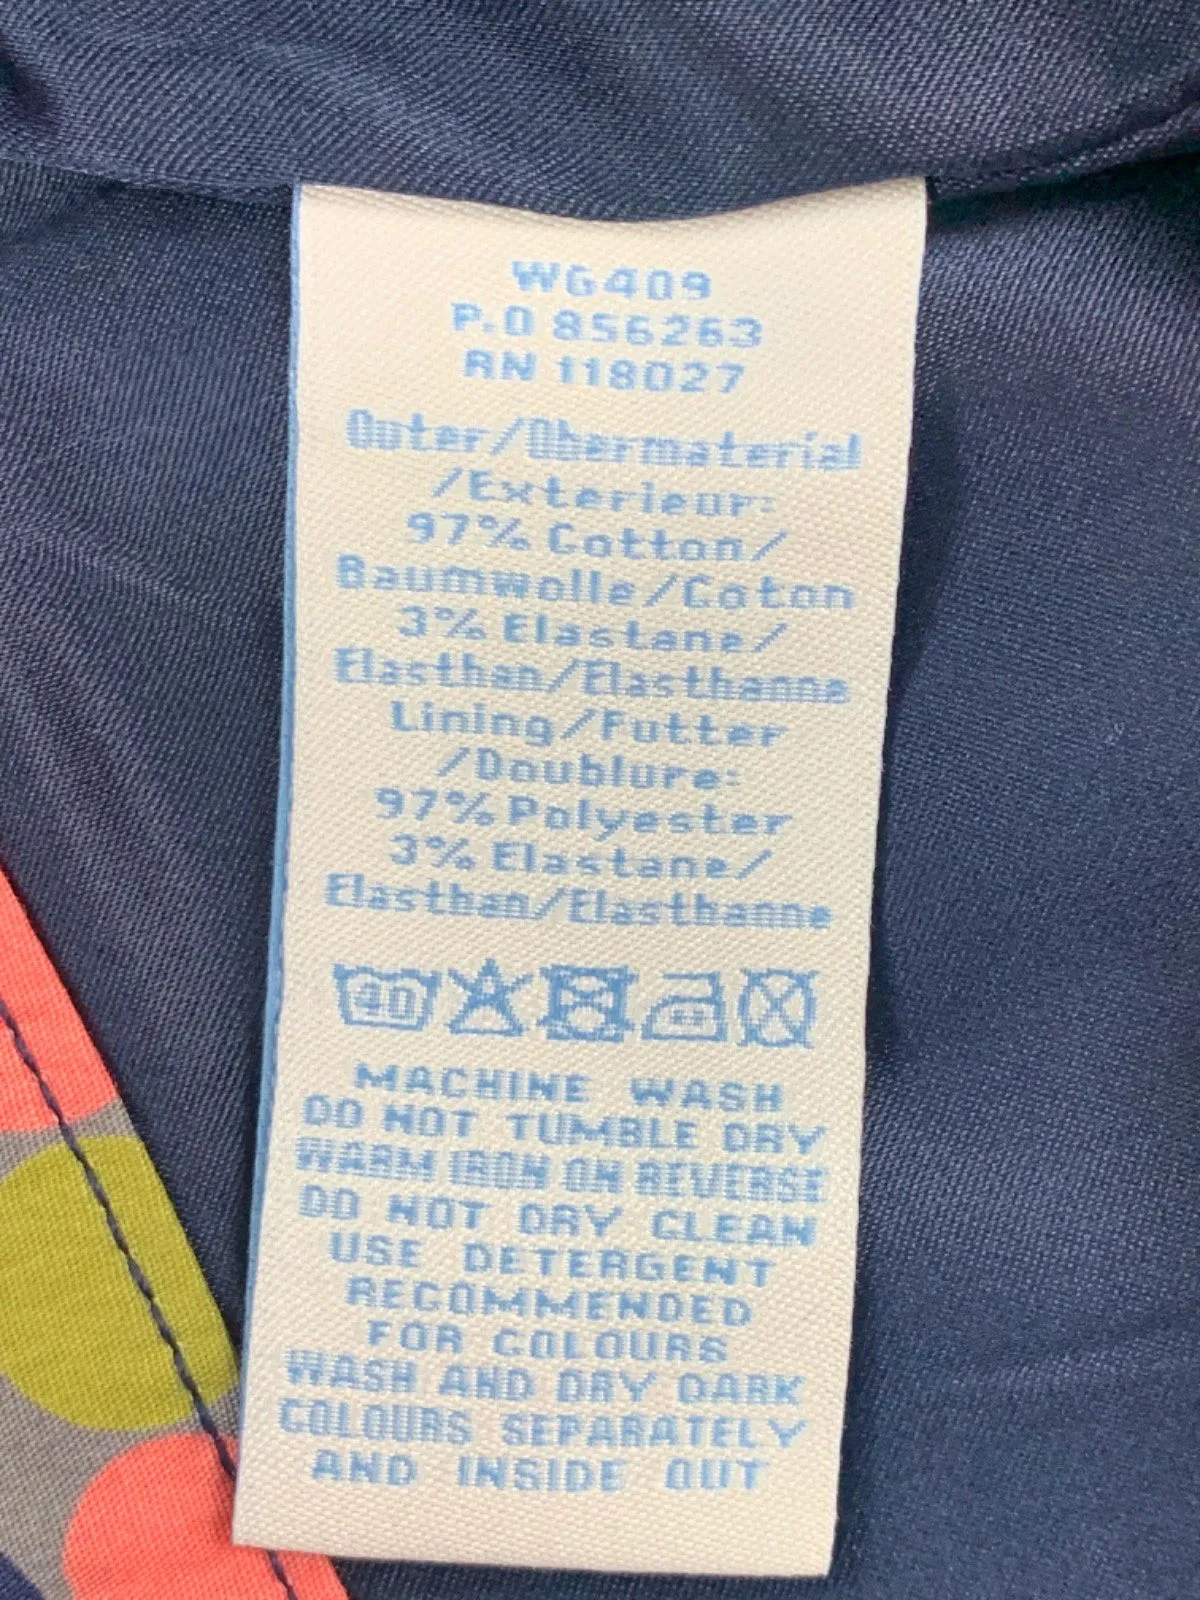 WG409
P.O 856263
RN 118027
Outer/Obermaterial
/Exterieur:
97% Cotton/
Baumwolle/Coton
3% Elastane/
Elasthan/Elasthanne
Lining/Futter
/Doublure:
97% Polyester
3% Elastane/
Elasthan/Elasthanne
40
MACHINE WASH
DO NOT TUMBLE DRY
WARM IRON ON REVERSE
DO NOT DRY CLEAN
USE DETERGENT
RECOMMENDED
FOR COLOURS
WASH AND DRY DARK
COLOURS SEPARATELY
AND INSIDE OUT